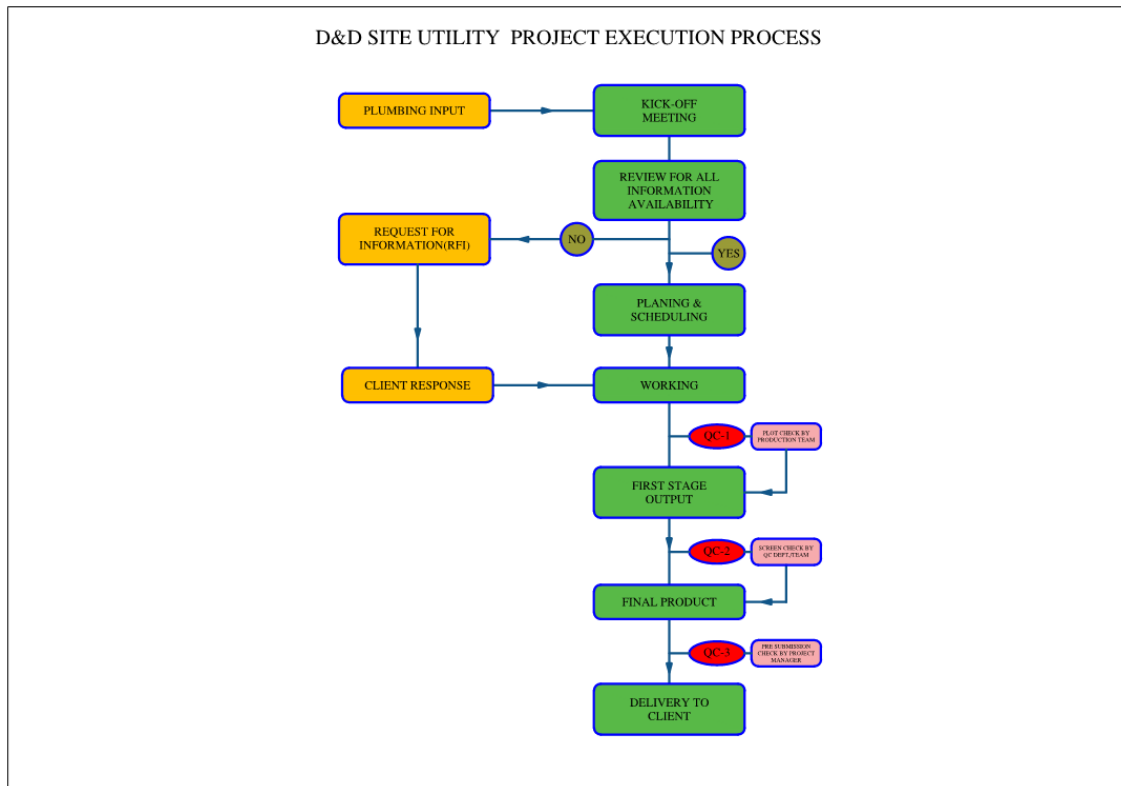 D&D SITE UTILITY PROJECT EXECUTION PROCESS
PLUMBING INPUT
KICK-OFF
MEETING
REVIEW FOR ALL
INFORMATION
AVAILABILITY
REQUEST FOR
INFORMATION(RFI)
NO
YES
PLANING &
SCHEDULING
CLIENT RESPONSE
WORKING
QC-1
PLOT CHECK BY
PRODUCTION TEAM
FIRST STAGE
OUTPUT
QC-2
SCREEN CHECK BY
QC DEPT./TEAM
FINAL PRODUCT
QC-3
PRE SUBMISSION
CHECK BY PROJECT
MANAGER
DELIVERY TO
CLIENT